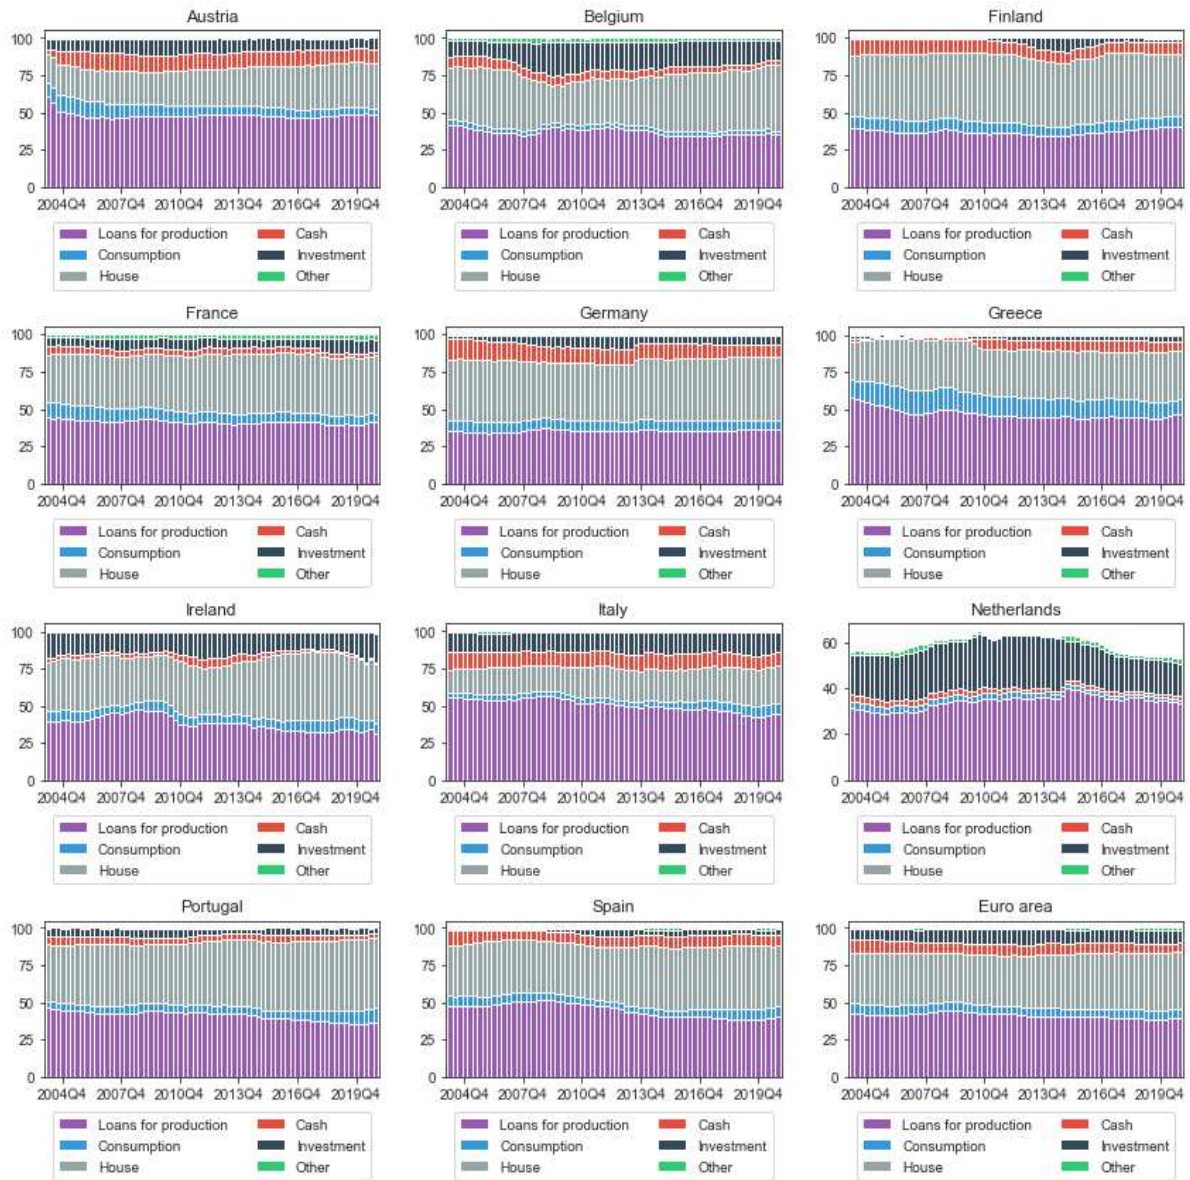 Austria Belgium Finland
100 100 100
75 75 75
50 50 50
25 25 25
0 0 0
2004Q4 2007Q4 2010Q4 2013Q4 2016Q4 2019Q4 2004Q4 2007Q4 2010Q4 2013Q4 2016Q4 2019Q4 2004Q4 2007Q4 2010Q4 2013Q4 2016Q4 2019Q4
Loans for production Cash Loans for production Cash Loans for production Cash
Consumption Investment Consumption Investment Consumption Investment
House Other House Other House Other
France Germany Greece
100 100 100
75 75 75
50 50 50
25 25 25
0 0 0
2004Q4 2007Q4 2010Q4 2013Q4 2016Q4 2019Q4 2004Q4 2007Q4 2010Q4 2013Q4 2016Q4 2019Q4 2004Q4 2007Q4 2010Q4 2013Q4 2016Q4 2019Q4
Loans for production Cash Loans for production Cash Loans for production Cash
Consumption Investment Consumption Investment Consumption Investment
House Other House Other House Other
Ireland Italy Netherlands
100 100 60
75 75 40
50 50 20
25 25 0
0 0
2004Q4 2007Q4 2010Q4 2013Q4 2016Q4 2019Q4 2004Q4 2007Q4 2010Q4 2013Q4 2016Q4 2019Q4 2004Q4 2007Q4 2010Q4 2013Q4 2016Q4 2019Q4
Loans for production Cash Loans for production Cash Loans for production Cash
Consumption Investment Consumption Investment Consumption Investment
House Other House Other House Other
Portugal Spain Euro area
100 100 100
75 75 75
50 50 50
25 25 25
0 0 0
2004Q4 2007Q4 2010Q4 2013Q4 2016Q4 2019Q4 2004Q4 2007Q4 2010Q4 2013Q4 2016Q4 2019Q4 2004Q4 2007Q4 2010Q4 2013Q4 2016Q4 2019Q4
Loans for production Cash Loans for production Cash Loans for production Cash
Consumption Investment Consumption Investment Consumption Investment
House Other House Other House Other